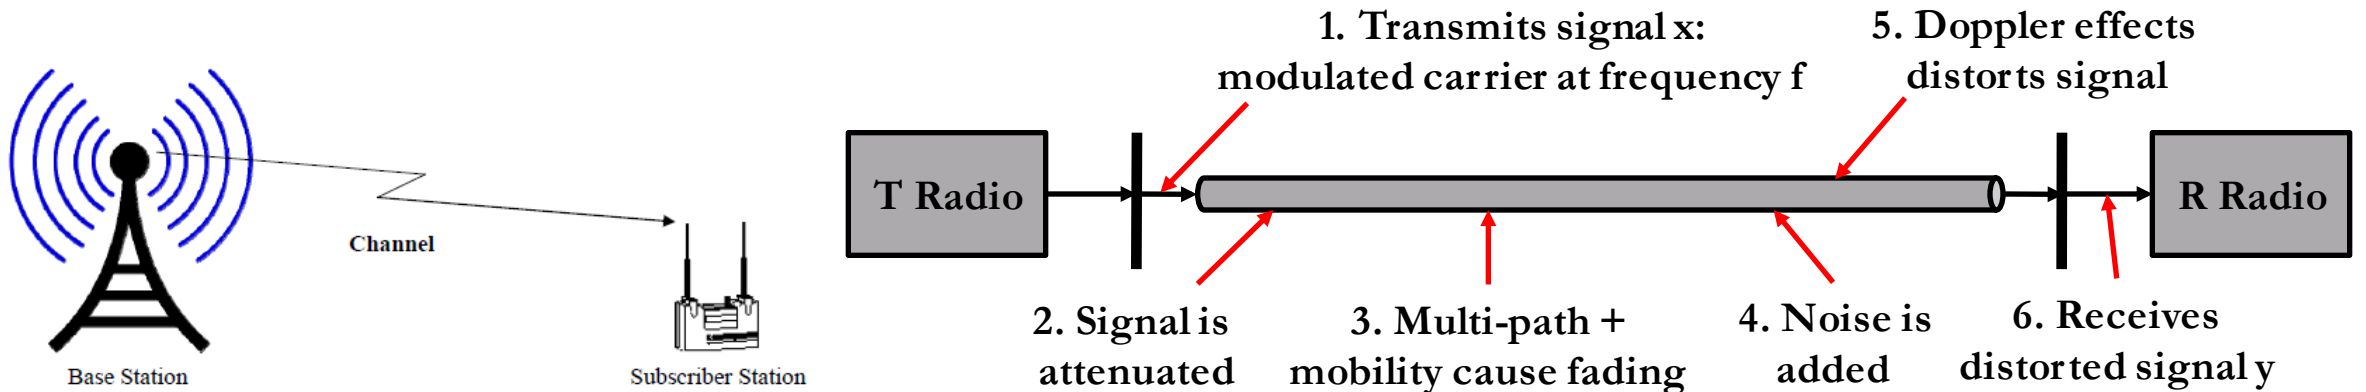 Channel
Base Station
Subscriber Station
1. Transmits signal x:
modulated carrier at frequency f
5. Doppler effects
distorts signal
T Radio
R Radio
2. Signal is
attenuated
3. Multi-path +
mobility cause fading
4. Noise is
added
6. Receives
distorted signal y